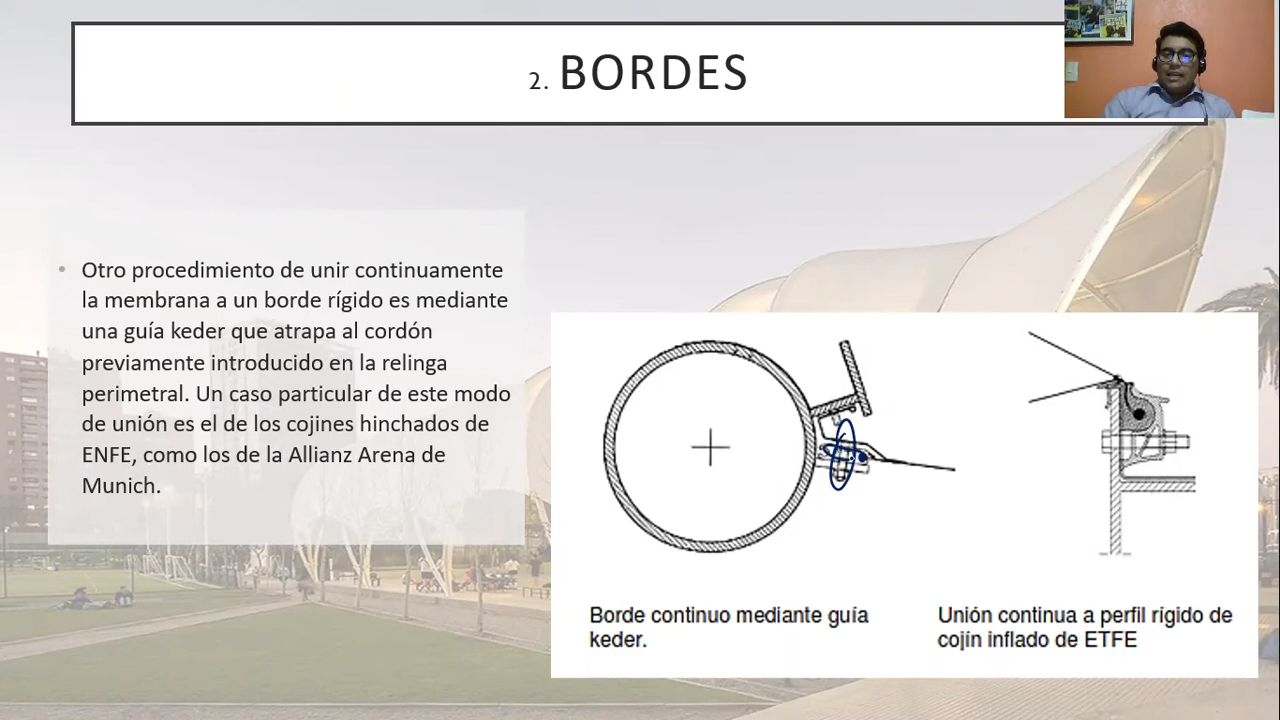 2. BORDES
• Otro procedimiento de unir continuamente
la membrana a un borde rígido es mediante
una guía keder que atrapa al cordón
previamente introducido en la relinga
perimetral. Un caso particular de este modo
de unión es el de los cojines hinchados de
ENFE, como los de la Allianz Arena de
Munich.
Borde continuo mediante guía
keder.
Unión continua a perfil rígido de
cojín inflado de ETFE